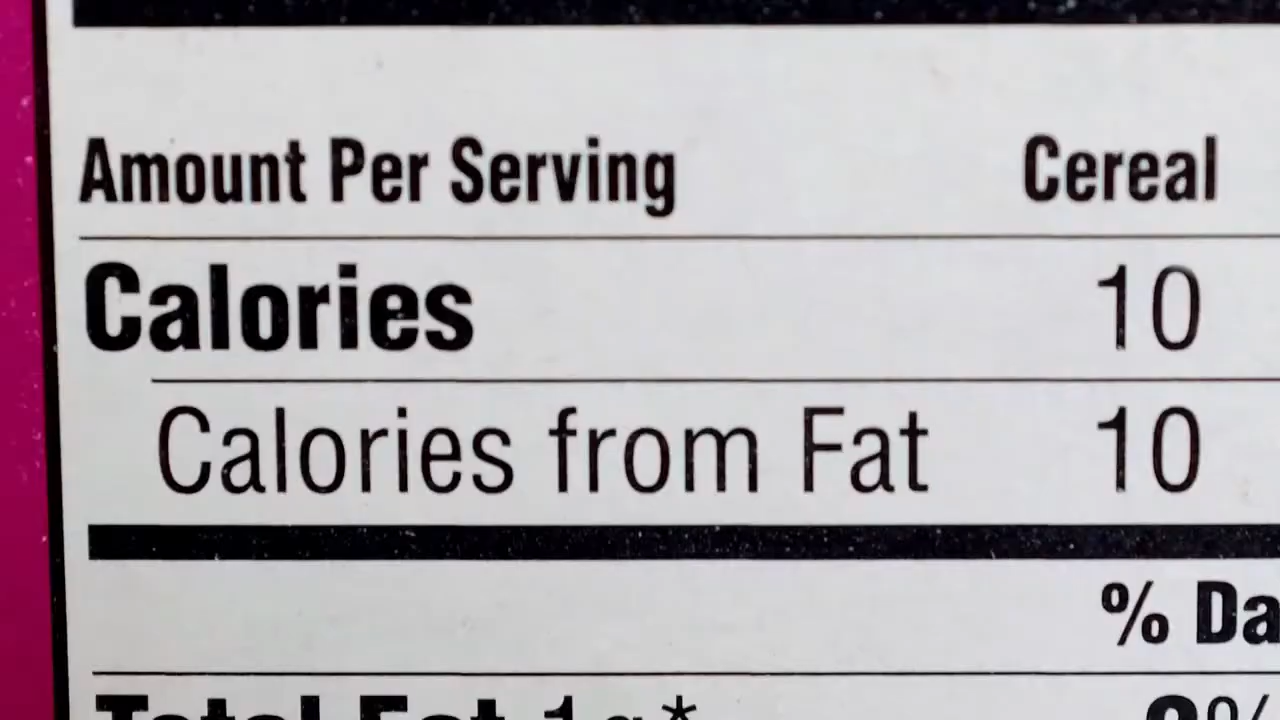 Amount Per Serving Cereal
Calories 10
Calories from Fat 10
% Da
Total Fat 1g*